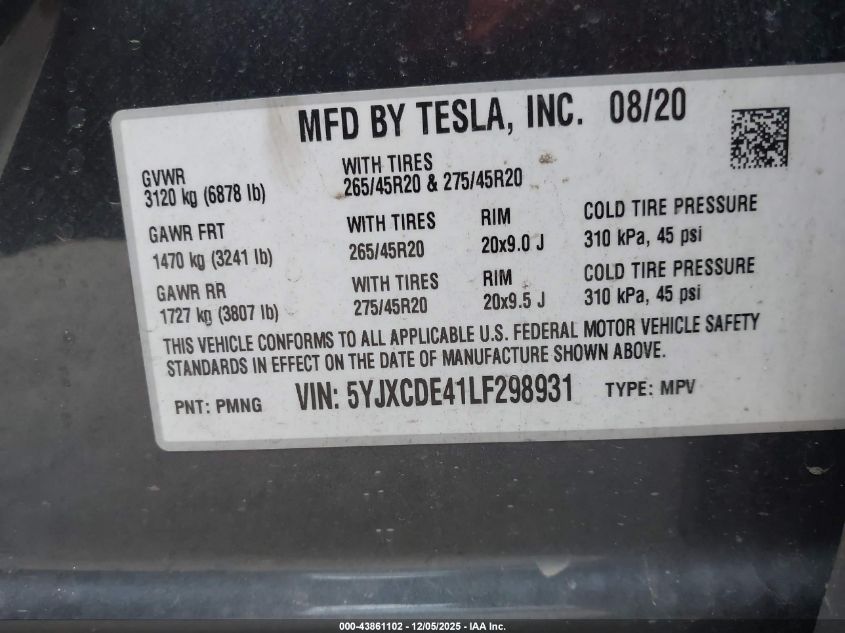 MFD BY TESLA, INC. 08/20
GVWR
3120 kg (6878 lb)
WITH TIRES
265/45R20 & 275/45R20
GAWR FRT
1470 kg (3241 lb)
WITH TIRES
265/45R20
RIM
20x9.0 J
COLD TIRE PRESSURE
310 kPa, 45 psi
GAWR RR
1727 kg (3807 lb)
WITH TIRES
275/45R20
RIM
20x9.5 J
COLD TIRE PRESSURE
310 kPa, 45 psi
THIS VEHICLE CONFORMS TO ALL APPLICABLE U.S. FEDERAL MOTOR VEHICLE SAFETY
STANDARDS IN EFFECT ON THE DATE OF MANUFACTURE SHOWN ABOVE.
PNT: PMNG VIN: 5YJXCDE41LF298931 TYPE: MPV
000-43861102 - 12/05/2025 - IAA Inc.